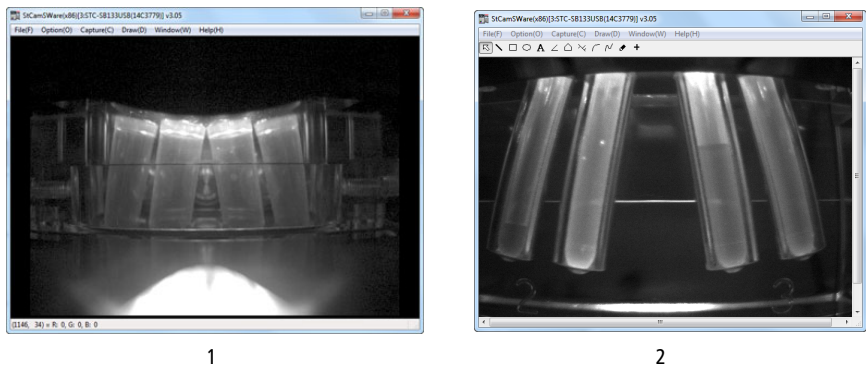 StCamSWare(x86)[3:STC-SB133USB(14C3779)] v3.05
File(F) Option(O) Capture(C) Draw(D) Window(W) Help(H)
(1146, 34) = R: 0, G: 0, B: 0
1
StCamSWare(x86)[3:STC-SB133USB(14C3779)] v3.05
File(F) Option(O) Capture(C) Draw(D) Window(W) Help(H)
A
2 3
2